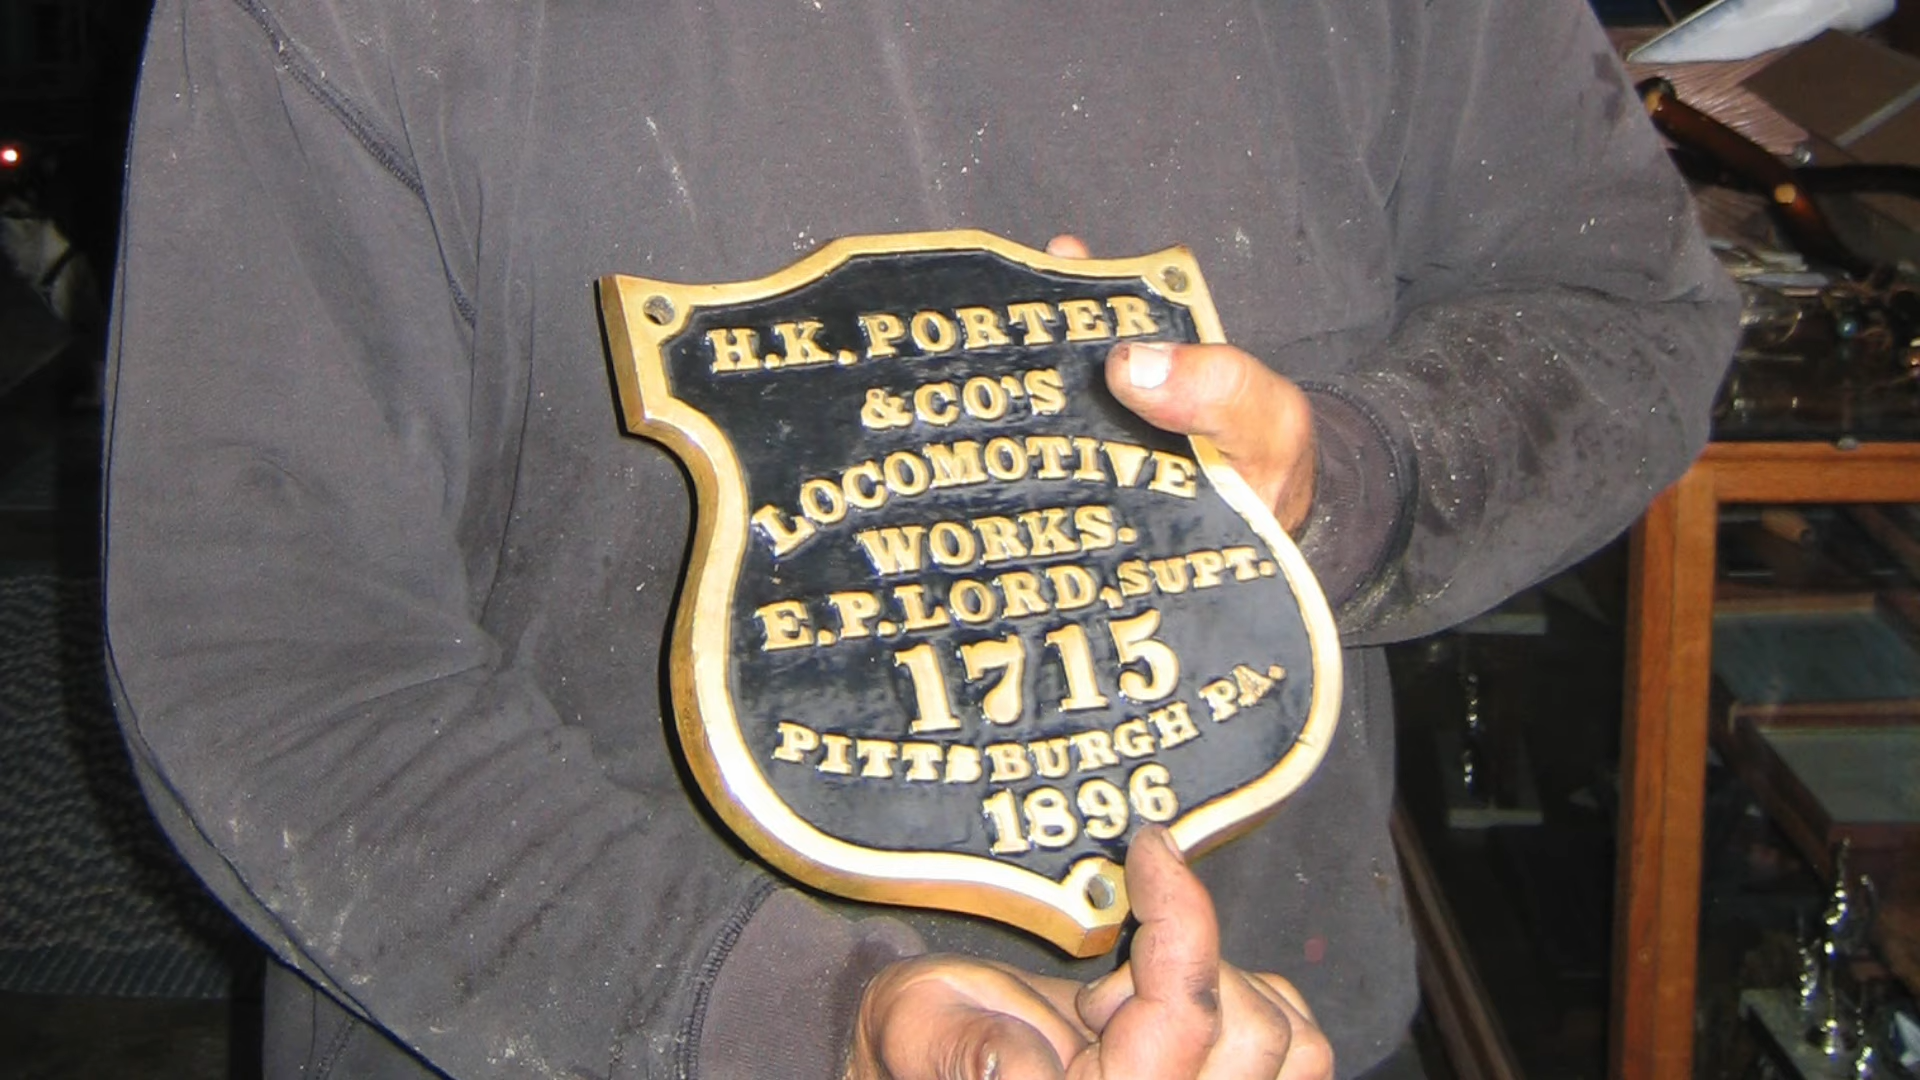 H.K. PORTER
&CO'S
LOCOMOTIVE
WORKS.
E.P. LORD, SUPT.
1715
PITTSBURGH PA.
1896